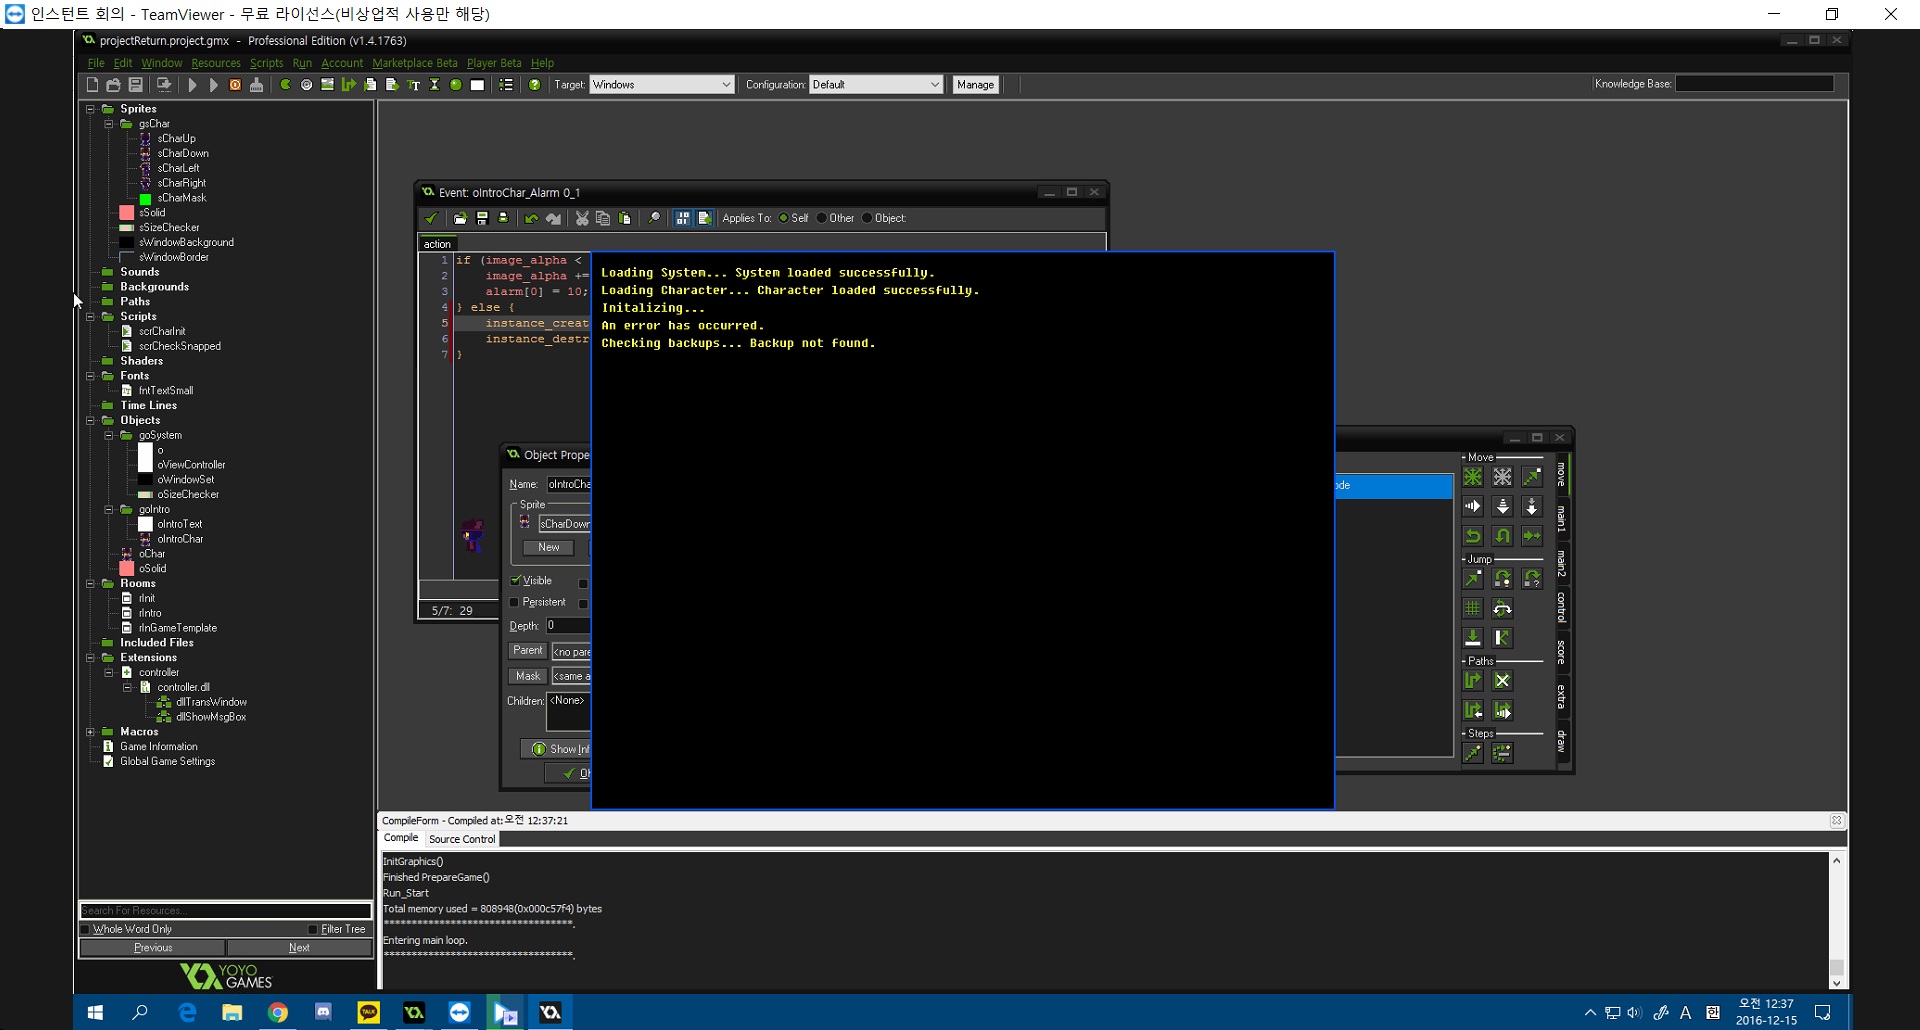 인스턴트 회의 - TeamViewer - 무료 라이선스(비상업적 사용만 해당)
projectReturn.project.gmx - Professional Edition (v1.4.1763)
File Edit Window Resources Scripts Run Account Marketplace Beta Player Beta Help
Target: Windows Configuration: Default Manage Knowledge Base:
Sprites
gsChar
sCharUp
sCharDown
sCharLeft
sCharRight
sCharMask
sSolid
sSizeChecker
sWindowBackground
sWindowBorder
Sounds
Backgrounds
Paths
Scripts
scrCharInit
scrCheckSnapped
Shaders
Fonts
fntTextSmall
Time Lines
Objects
goSystem
o
oViewController
oWindowSet
oSizeChecker
goIntro
oIntroText
oIntroChar
oChar
oSolid
Rooms
rInit
rIntro
rInGameTemplate
Included Files
Extensions
controller
controller.dll
dllTransWindow
dllShowMsgBox
Macros
Game Information
Global Game Settings
Search For Resources...
Whole Word Only Filter Tree
Previous Next
YOYO
GAMES
Event: oIntroChar_Alarm 0_1
Applies To: Self Other Object:
action
1 if (image_alpha <
2 image_alpha +=
3 alarm[0] = 10;
4 } else {
5 instance_creat
6 instance_destr
7 }
5/7: 29
Loading System... System loaded successfully.
Loading Character... Character loaded successfully.
Initalizing...
An error has occurred.
Checking backups... Backup not found.
Object Prope
Name: oIntroCha
Sprite
sCharDown
New
Visible
Persistent
Depth: 0
Parent <no pare
Mask <same a
Children: <None>
Show Inf
O
ode
Move
Jump
Paths
Steps
move
main1
main2
control
score
extra
draw
CompileForm - Compiled at:오전 12:37:21
Compile Source Control
InitGraphics()
Finished PrepareGame()
Run_Start
Total memory used = 808948(0x000c57f4) bytes
**********************************.
Entering main loop.
**********************************.
TALK
A 한 오전 12:37
2016-12-15